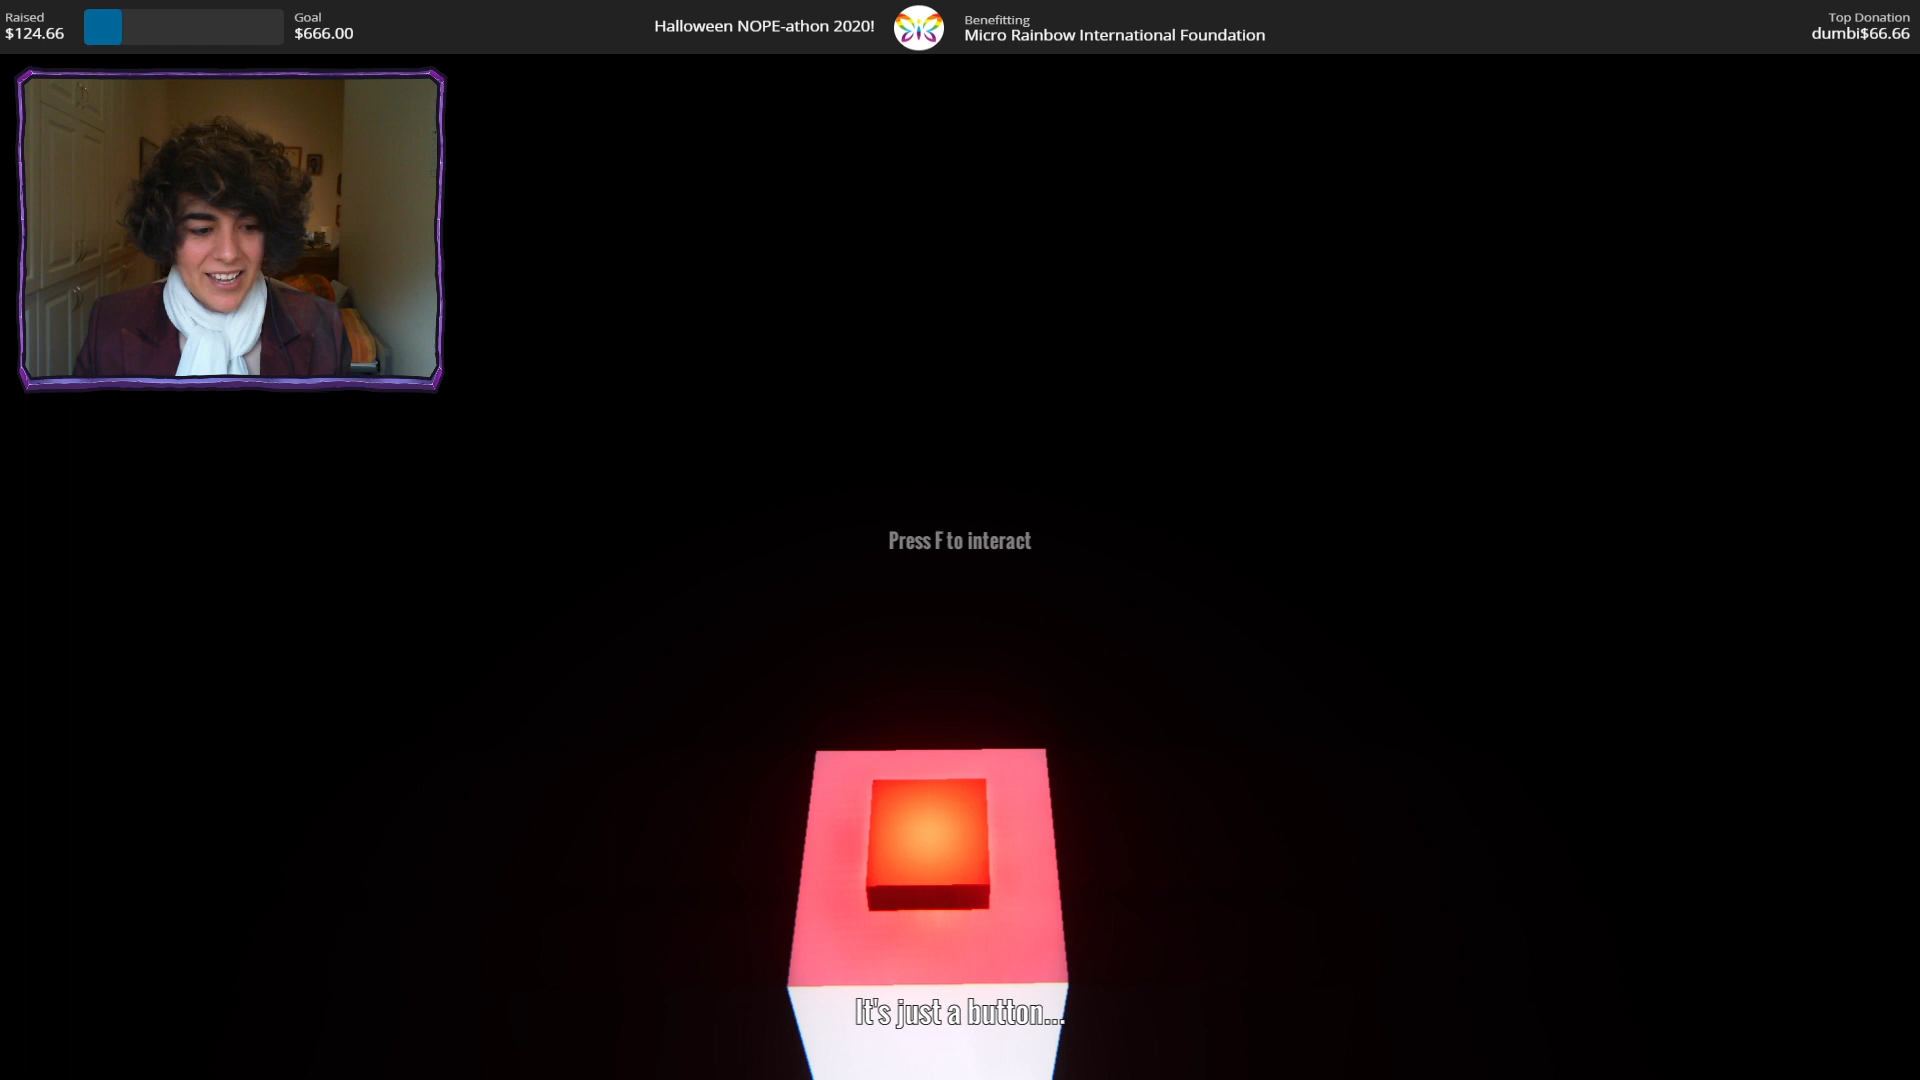 Raised
$124.66
Goal
$666.00
Halloween NOPE-athon 2020!
Benefitting
Micro Rainbow International Foundation
Top Donation
dumbi$66.66
Press F to interact
It's just a button...